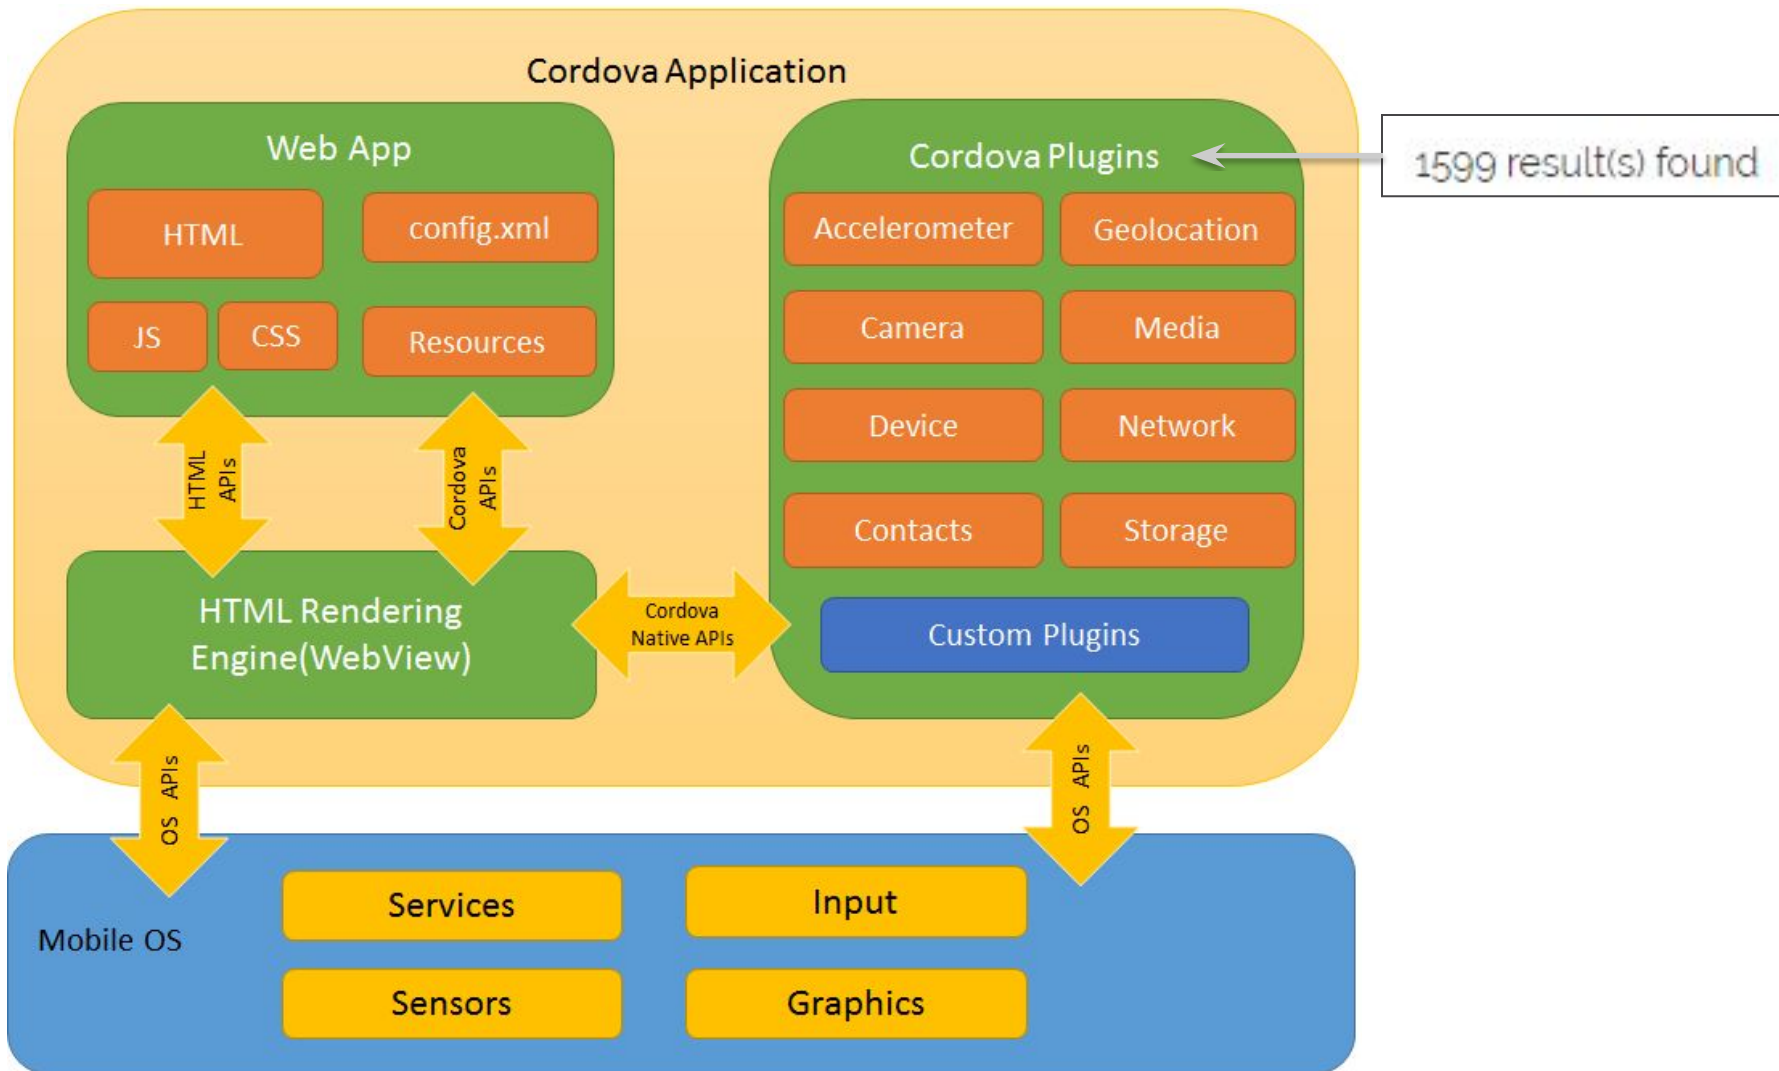 Cordova Application
Web App
HTML
config.xml
JS
CSS
Resources
HTML
APIs
Cordova
APIs
HTML Rendering
Engine(WebView)
Cordova
Native APIs
Cordova Plugins
1599 result(s) found
Accelerometer
Geolocation
Camera
Media
Device
Network
Contacts
Storage
Custom Plugins
OS APIs
OS APIs
Mobile OS
Services
Input
Sensors
Graphics